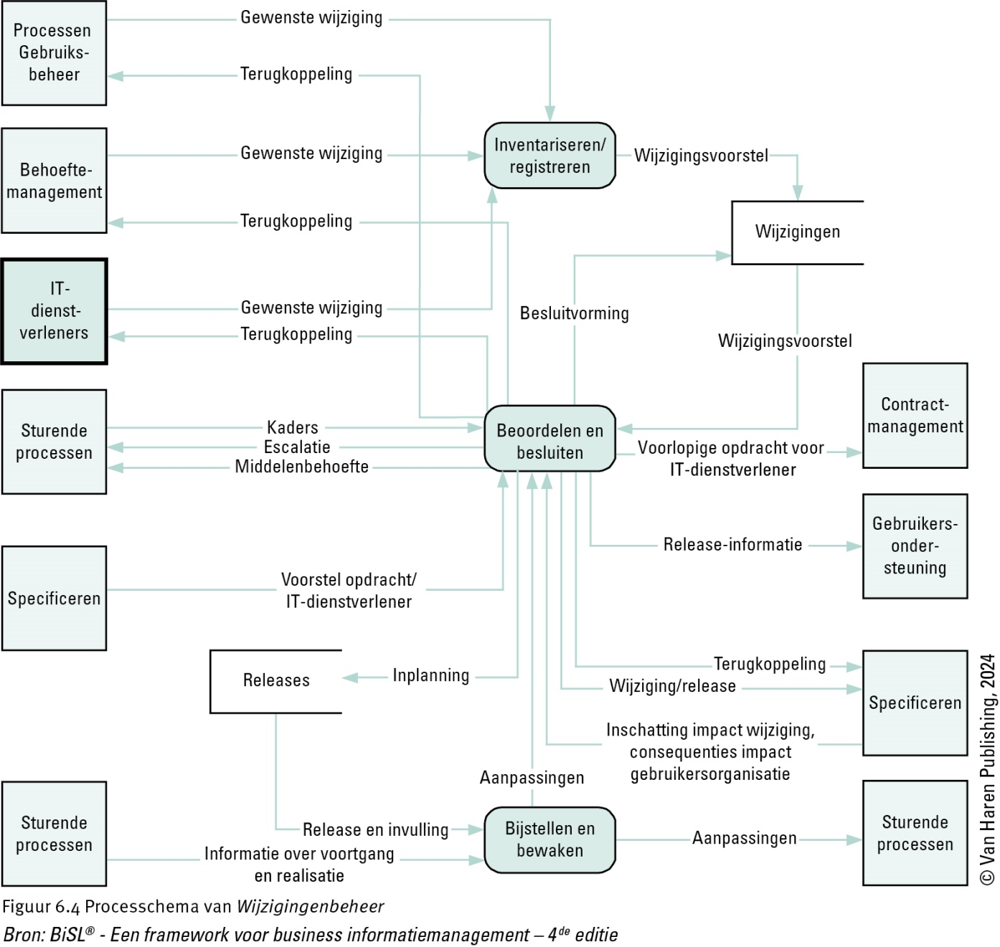 Processen
Gebruiks-
beheer
Gewenste wijziging
Terugkoppeling
Behoefte-
management
Gewenste wijziging
Terugkoppeling
Inventariseren/
registreren
Wijzigingsvoorstel
Wijzigingen
IT-
dienst-
verleners
Gewenste wijziging
Terugkoppeling
Besluitvorming
Wijzigingsvoorstel
Sturende
processen
Kaders
Escalatie
Middelenbehoefte
Beoordelen en
besluiten
Voorlopige opdracht voor
IT-dienstverlener
Contract-
management
Release-informatie
Gebruikers-
onder-
steuning
Specificeren
Voorstel opdracht/
IT-dienstverlener
Releases
Inplanning
Terugkoppeling
Wijziging/release
Inschatting impact wijziging,
consequenties impact
gebruikersorganisatie
Specificeren
Aanpassingen
Sturende
processen
Release en invulling
Informatie over voortgang
en realisatie
Bijstellen en
bewaken
Aanpassingen
Sturende
processen
© Van Haren Publishing, 2024
Figuur 6.4 Processchema van Wijzigingenbeheer
Bron: BiSL® - Een framework voor business informatiemanagement – 4de editie